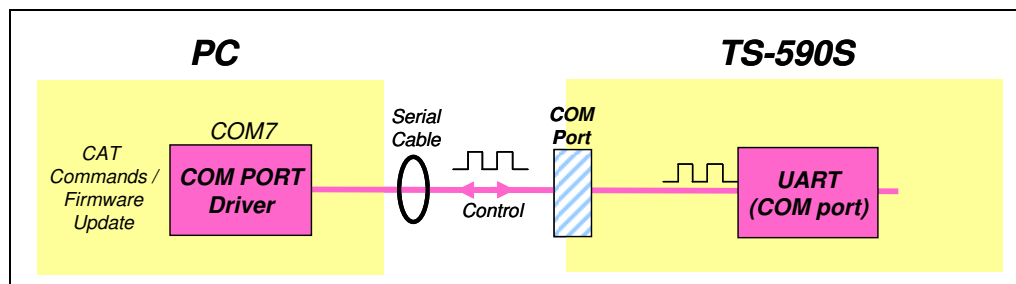 PC
TS-590S
COM7
CAT
Commands /
Firmware
Update
COM PORT
Driver
Serial
Cable
Control
COM
Port
UART
(COM port)